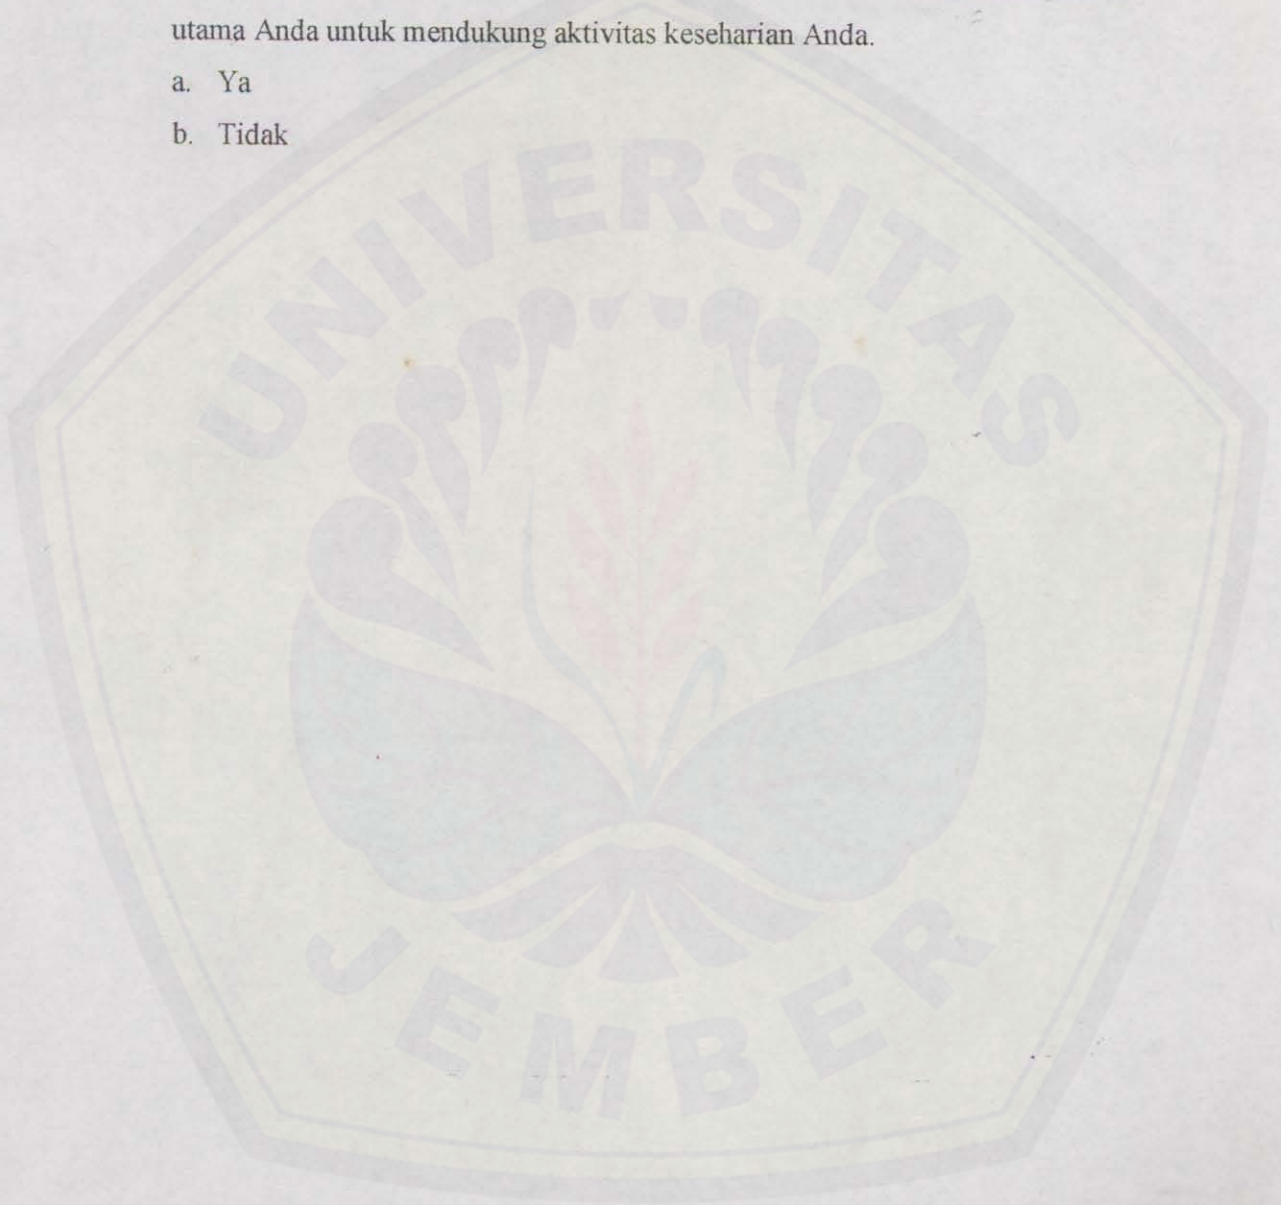 utama Anda untuk mendukung aktivitas keseharian Anda.
a. Ya
b. Tidak
UNIVERSITAS
JEMBER